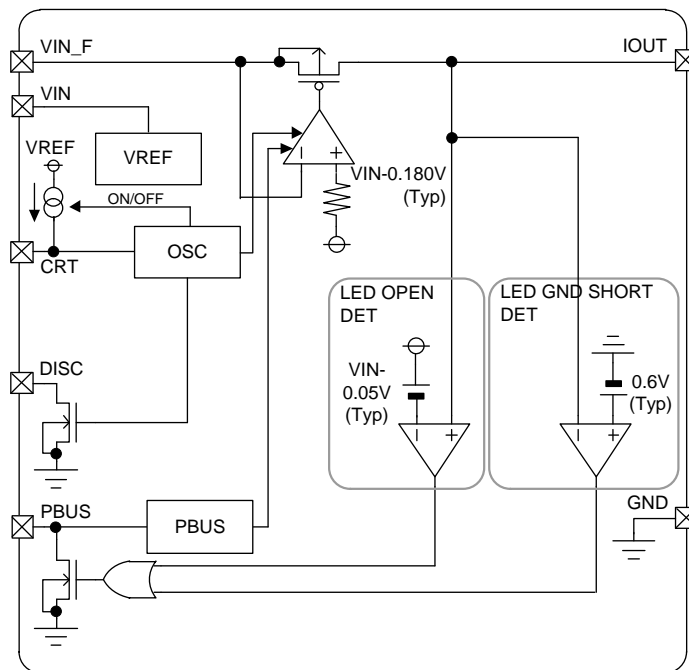 VIN_F
IOUT
VIN
VREF
VREF
VIN-0.180V
(Typ)
ON/OFF
OSC
CRT
LED OPEN
DET
LED GND SHORT
DET
DISC
VIN-
0.05V
(Typ)
0.6V
(Typ)
PBUS
PBUS
GND